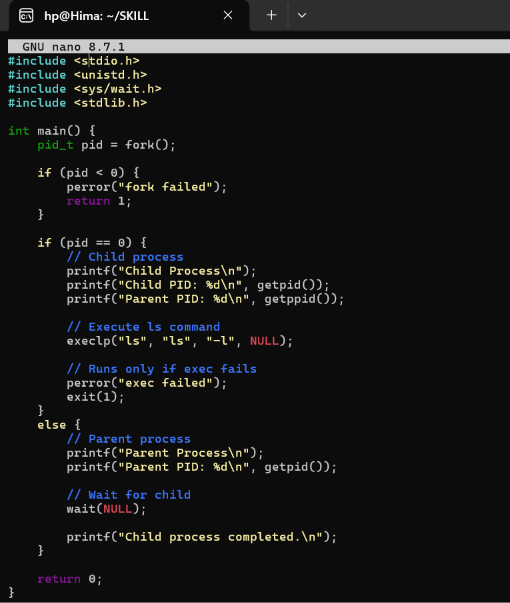 hp@Hima: ~/SKILL
GNU nano 8.7.1
#include <stdio.h>
#include <unistd.h>
#include <sys/wait.h>
#include <stdlib.h>

int main() {
    pid_t pid = fork();

    if (pid < 0) {
        perror("fork failed");
        return 1;
    }

    if (pid == 0) {
        // Child process
        printf("Child Process\n");
        printf("Child PID: %d\n", getpid());
        printf("Parent PID: %d\n", getppid());

        // Execute ls command
        execlp("ls", "ls", "-l", NULL);

        // Runs only if exec fails
        perror("exec failed");
        exit(1);
    }
    else {
        // Parent process
        printf("Parent Process\n");
        printf("Parent PID: %d\n", getpid());

        // Wait for child
        wait(NULL);

        printf("Child process completed.\n");
    }

    return 0;
}